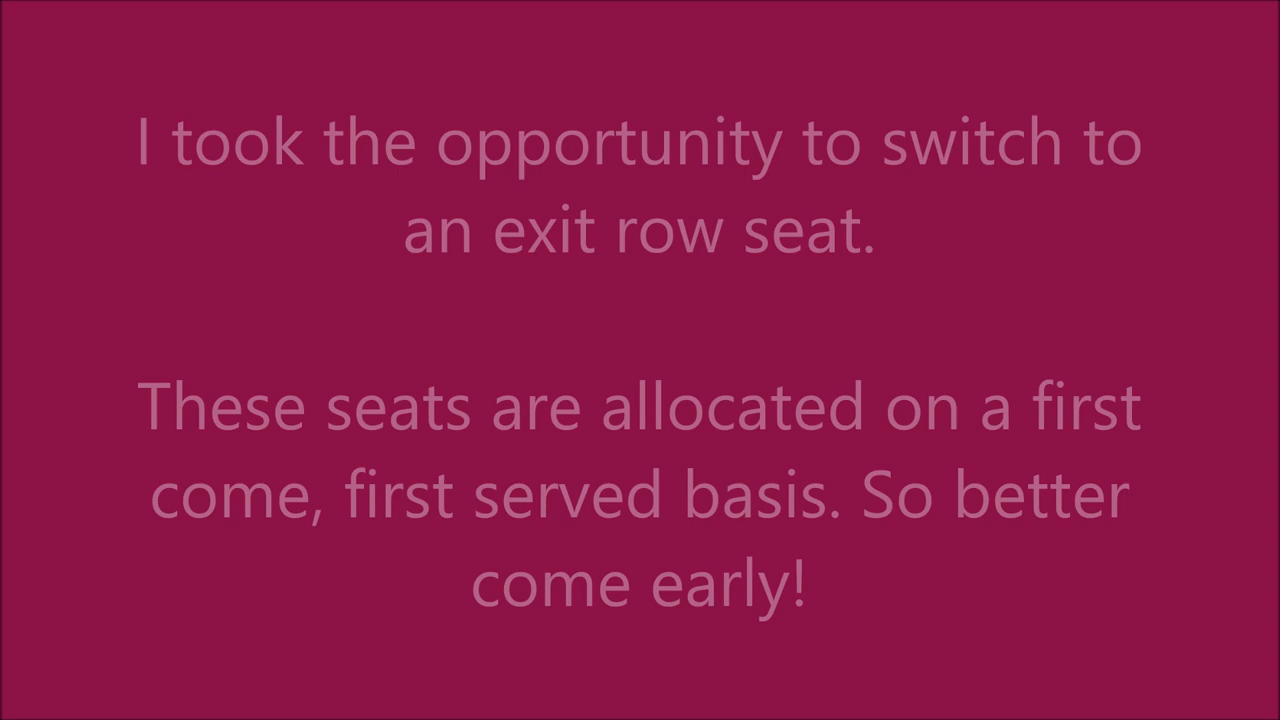 I took the opportunity to switch to
an exit row seat.
These seats are allocated on a first
come, first served basis. So better
come early!